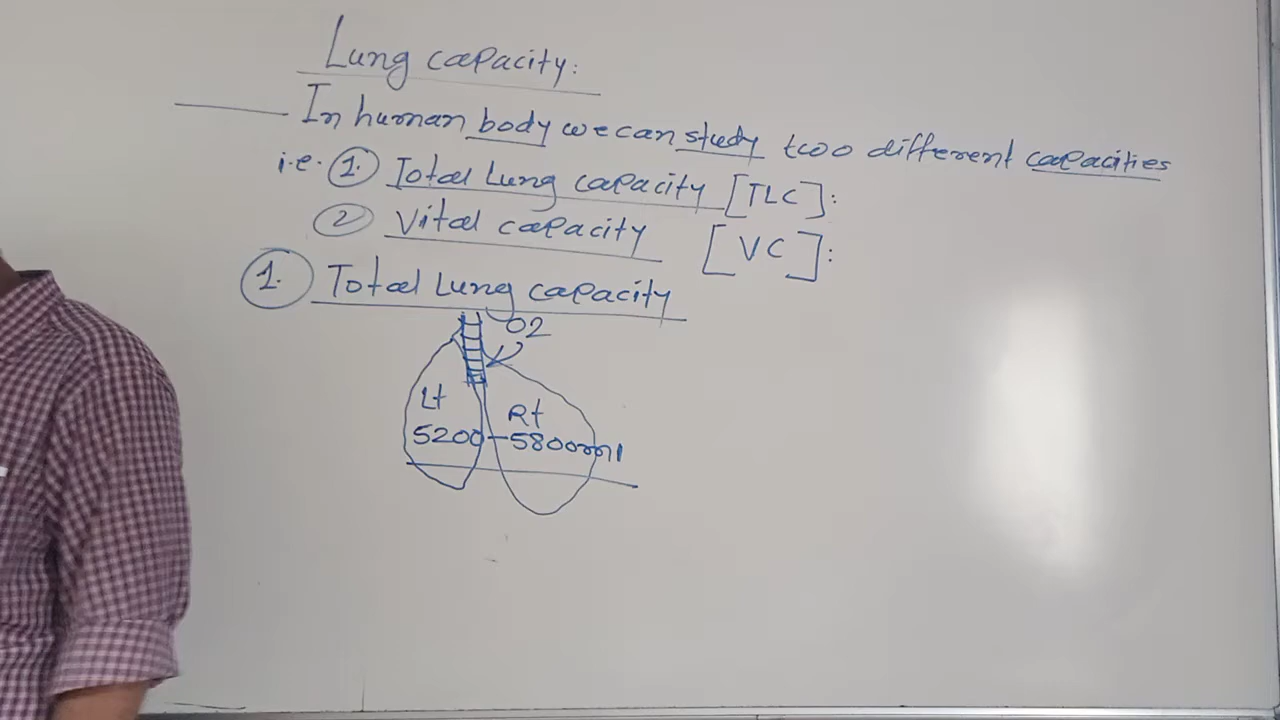 Lung capacity:
In human body we can study two different capacities
i.e. 1. Total Lung capacity [TLC]:
2 Vital capacity [VC]:
1. Total Lung capacity
O2
Lt Rt
5200-5800ml